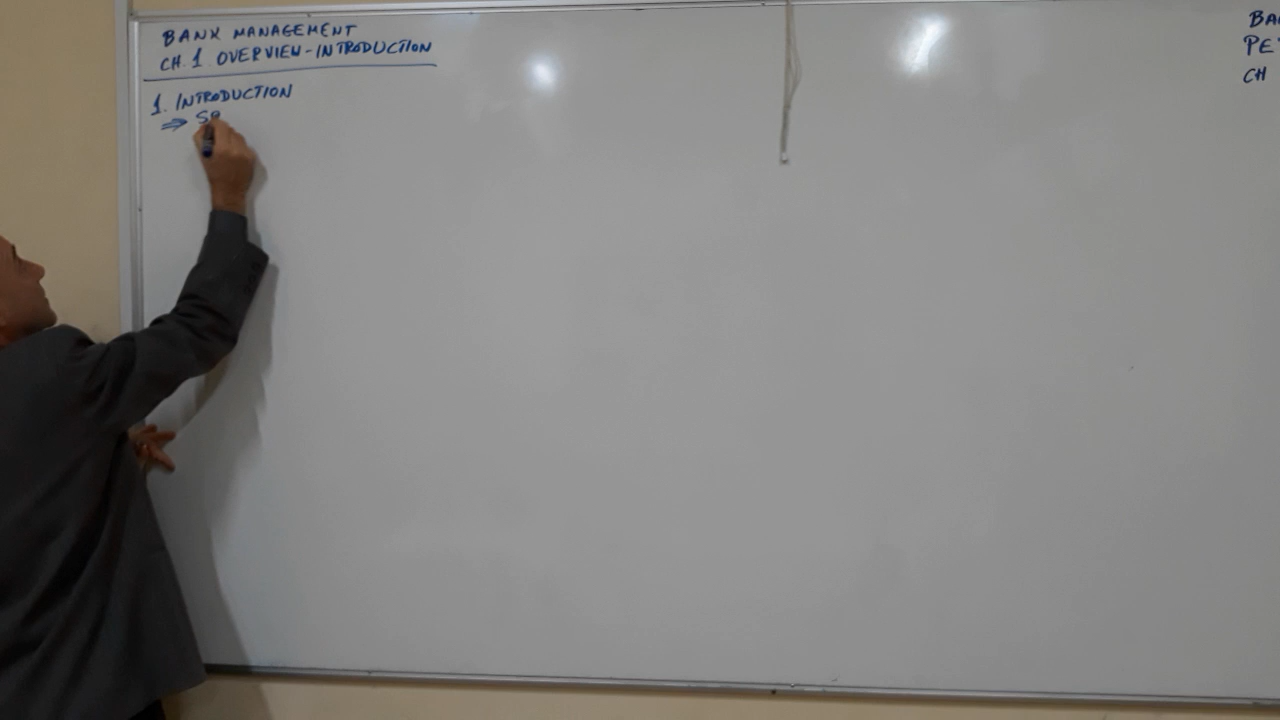 BANK MANAGEMENT
CH. 1 OVERVIEW-INTRODUCTION
1. INTRODUCTION
⇒
BA
PE
CH